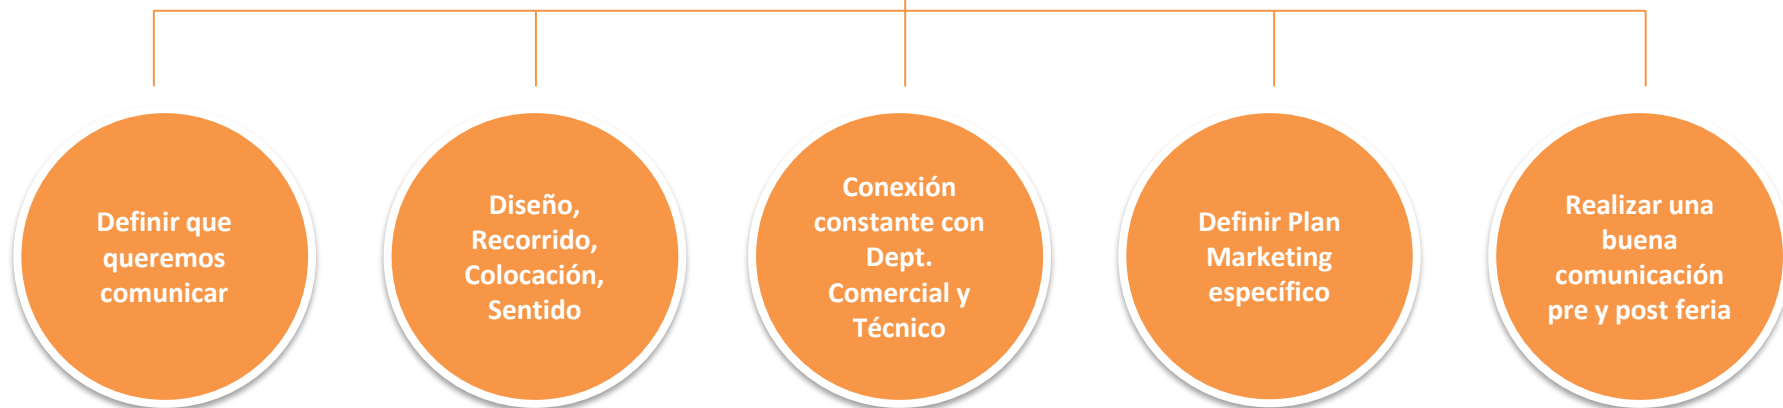 Definir que
queremos
comunicar
Diseño,
Recorrido,
Colocación,
Sentido
Conexión
constante con
Dept.
Comercial y
Técnico
Definir Plan
Marketing
específico
Realizar una
buena
comunicación
pre y post feria